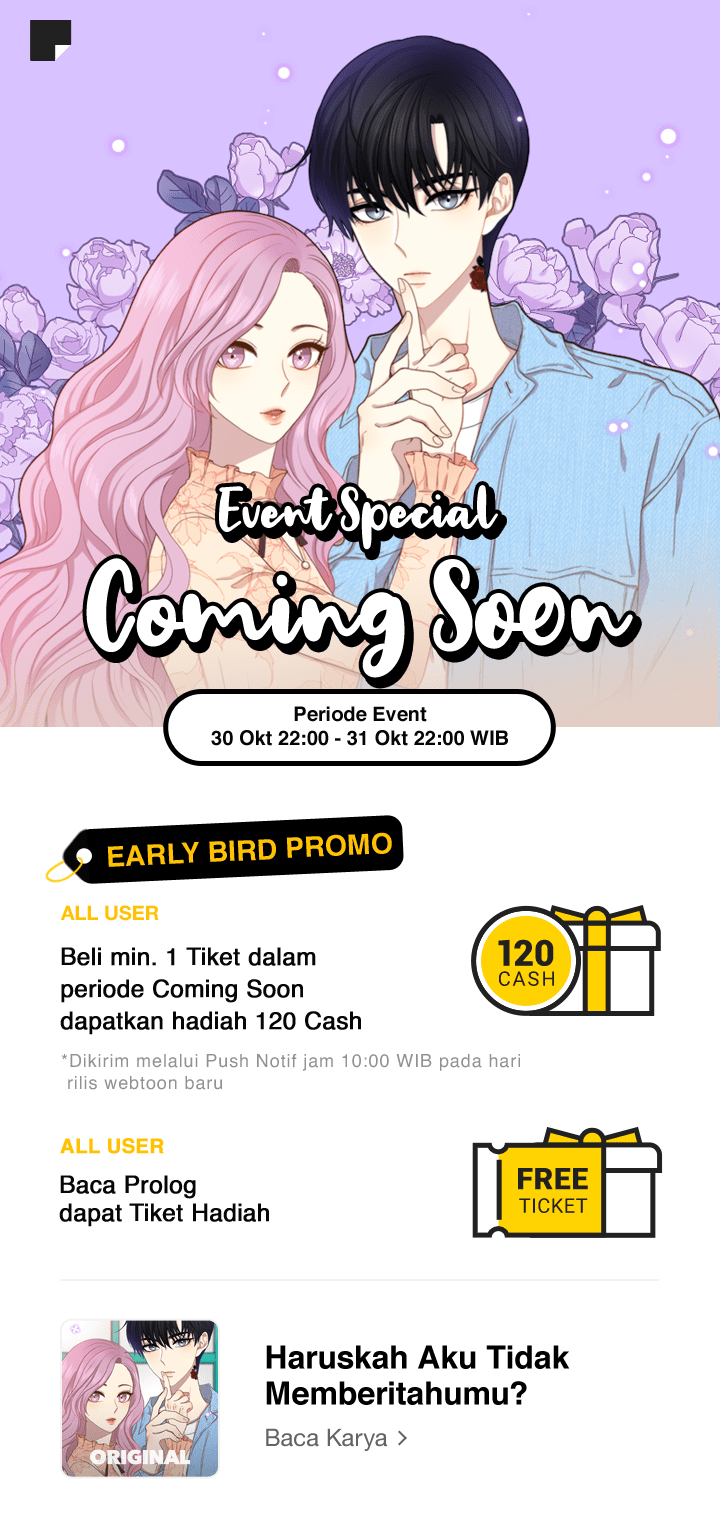 Event Special
Coming Soon
Periode Event
30 Okt 22:00 - 31 Okt 22:00 WIB
EARLY BIRD PROMO
ALL USER
Beli min. 1 Tiket dalam
periode Coming Soon
dapatkan hadiah 120 Cash
*Dikirim melalui Push Notif jam 10:00 WIB pada hari
rilis webtoon baru
120
CASH
ALL USER
Baca Prolog
dapat Tiket Hadiah
FREE
TICKET
ORIGINAL
Haruskah Aku Tidak
Memberitahumu?
Baca Karya >